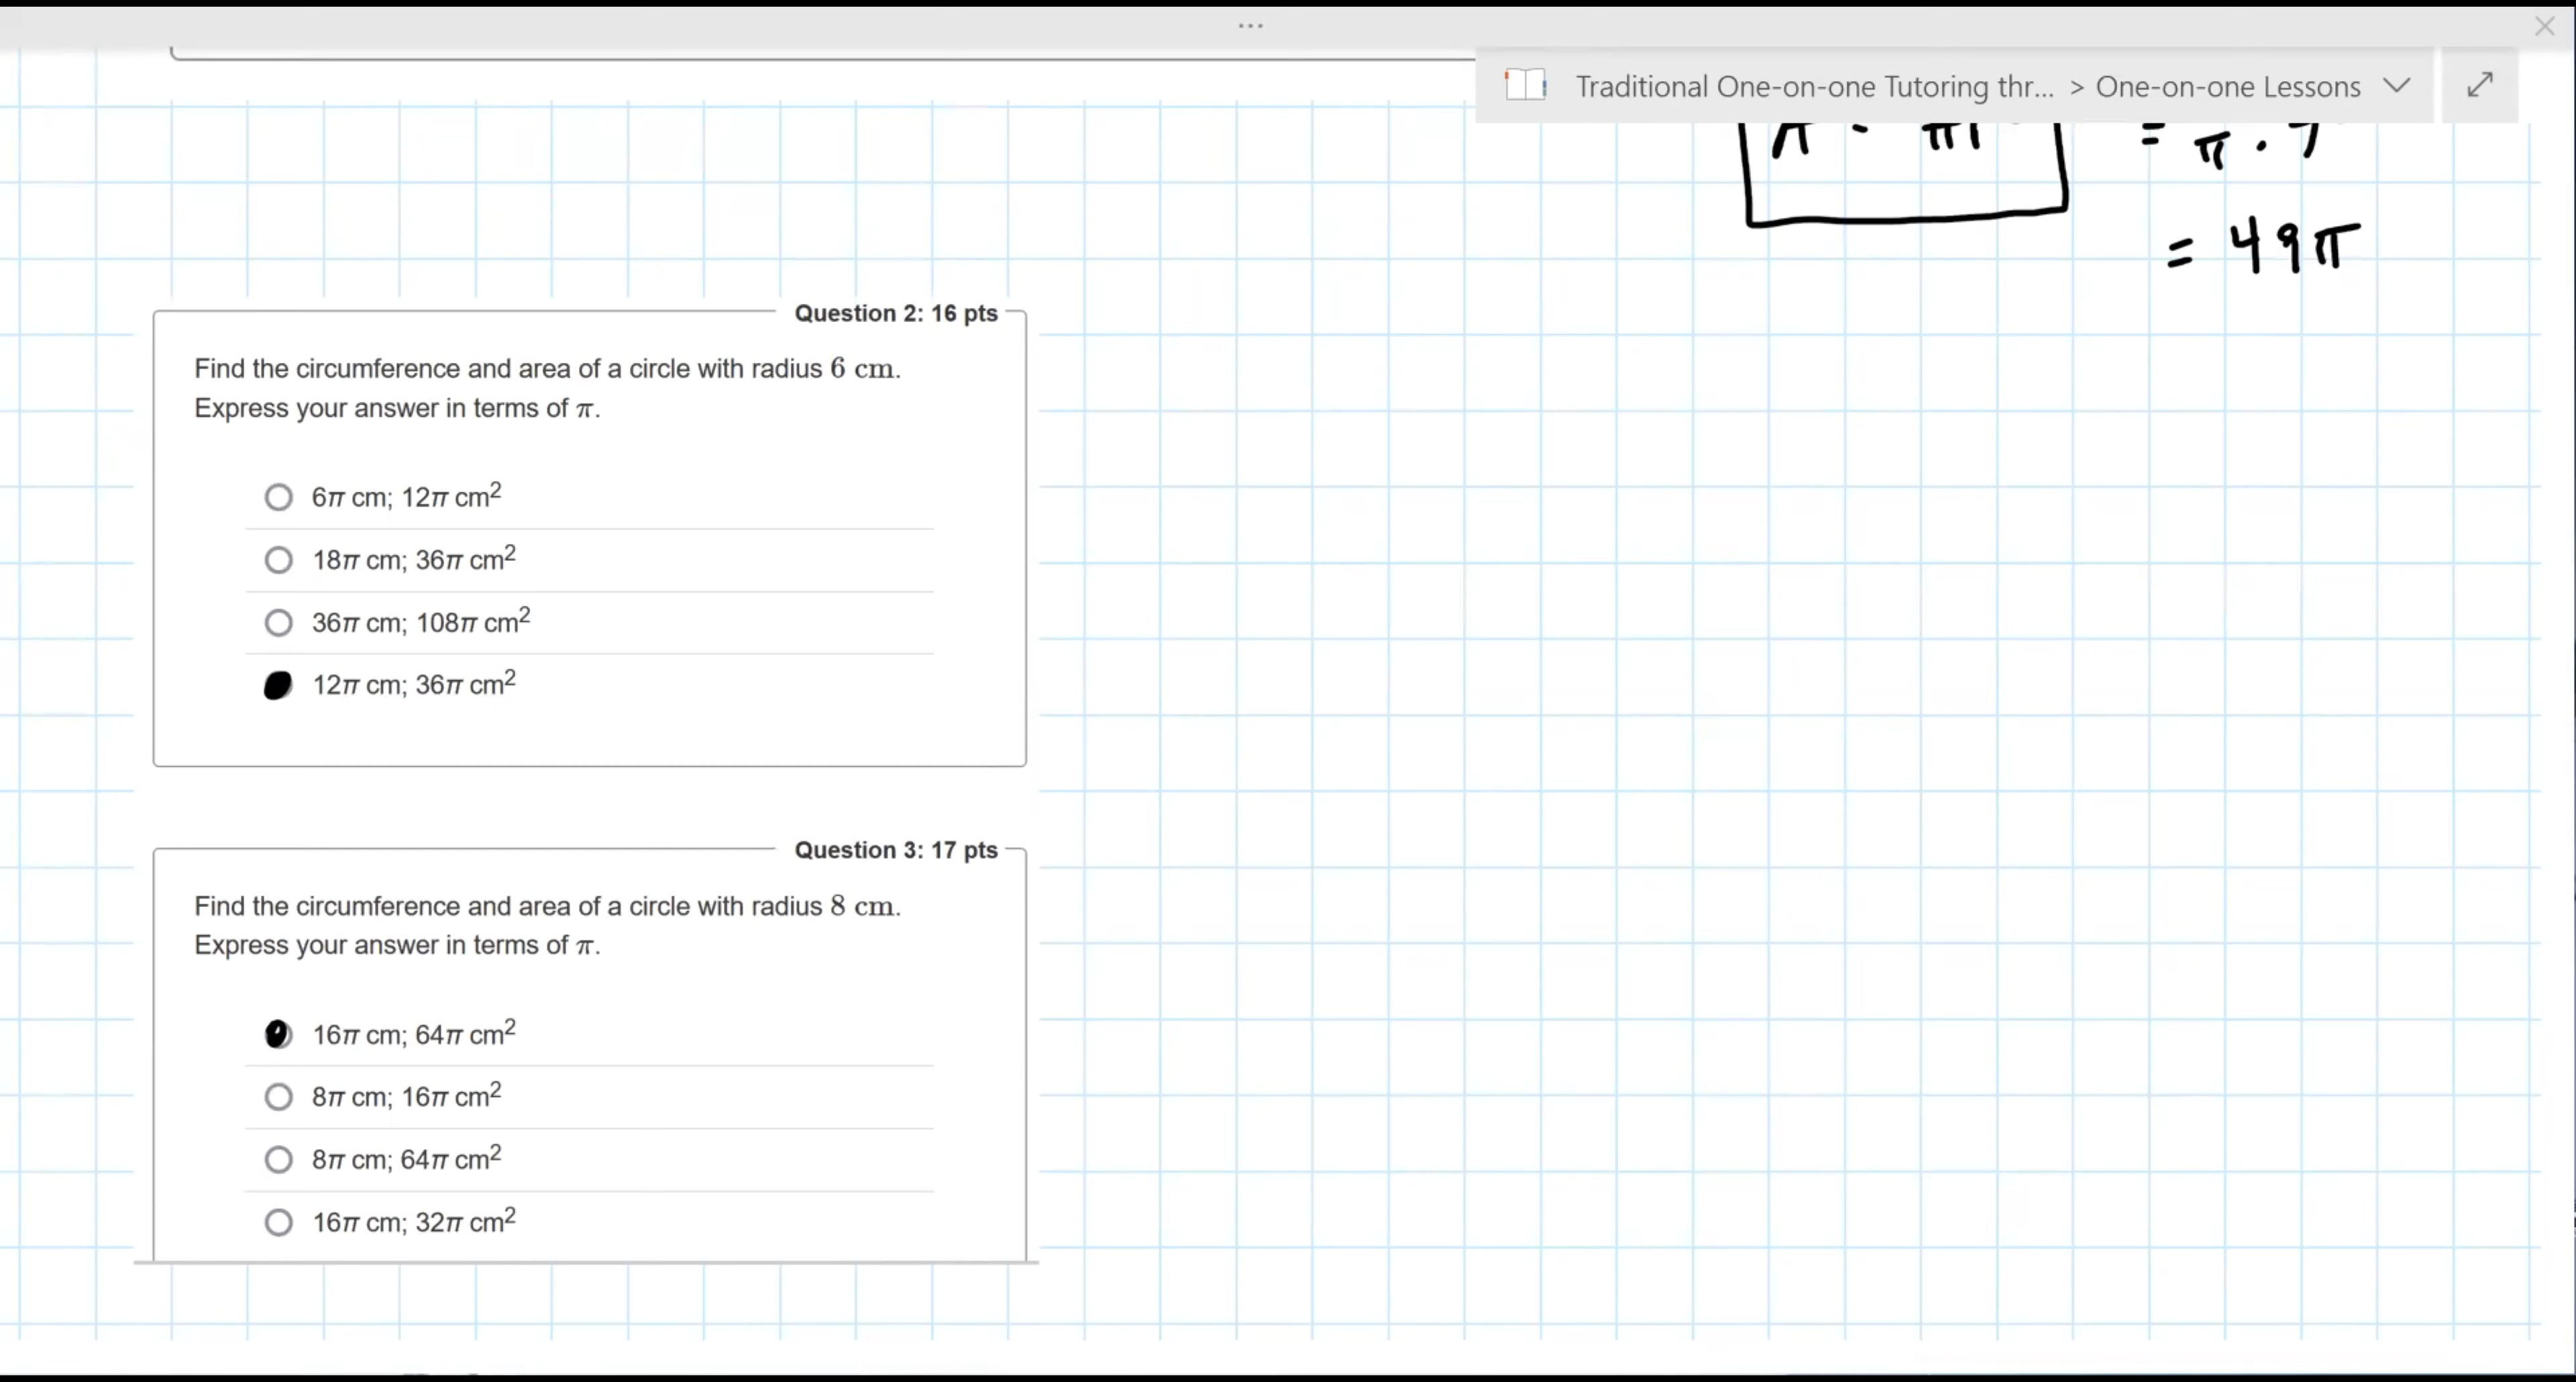 Traditional One-on-one Tutoring thr... > One-on-one Lessons
= π · 7
= 49π
Question 2: 16 pts
Find the circumference and area of a circle with radius 6 cm.
Express your answer in terms of π.
6π cm; 12π cm²
18π cm; 36π cm²
36π cm; 108π cm²
12π cm; 36π cm²
Question 3: 17 pts
Find the circumference and area of a circle with radius 8 cm.
Express your answer in terms of π.
16π cm; 64π cm²
8π cm; 16π cm²
8π cm; 64π cm²
16π cm; 32π cm²